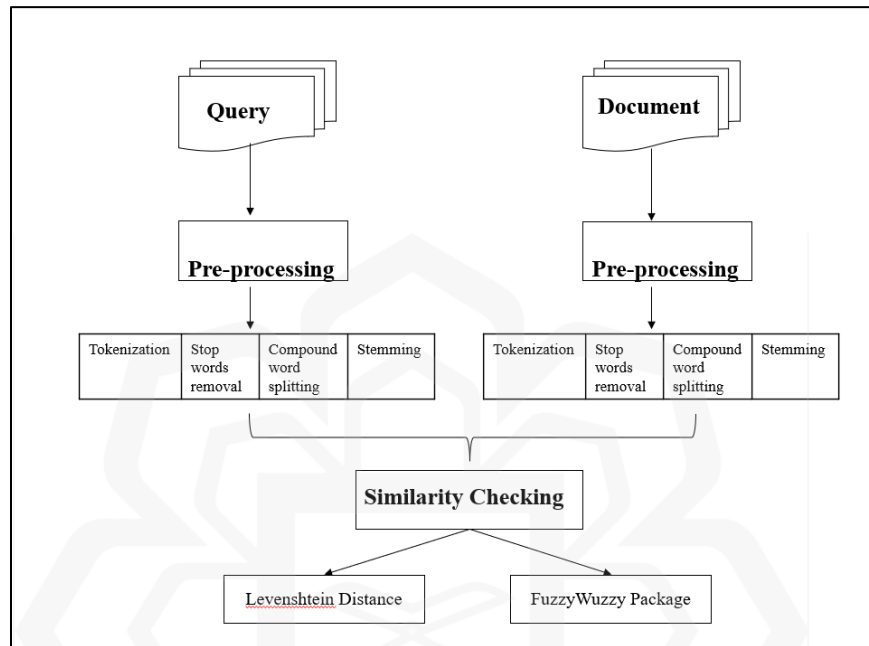 Query
Document
Pre-processing
Pre-processing
Tokenization
Stop
words
removal
Compound
word
splitting
Stemming
Tokenization
Stop
words
removal
Compound
word
splitting
Stemming
Similarity Checking
Levenshtein Distance
FuzzyWuzzy Package